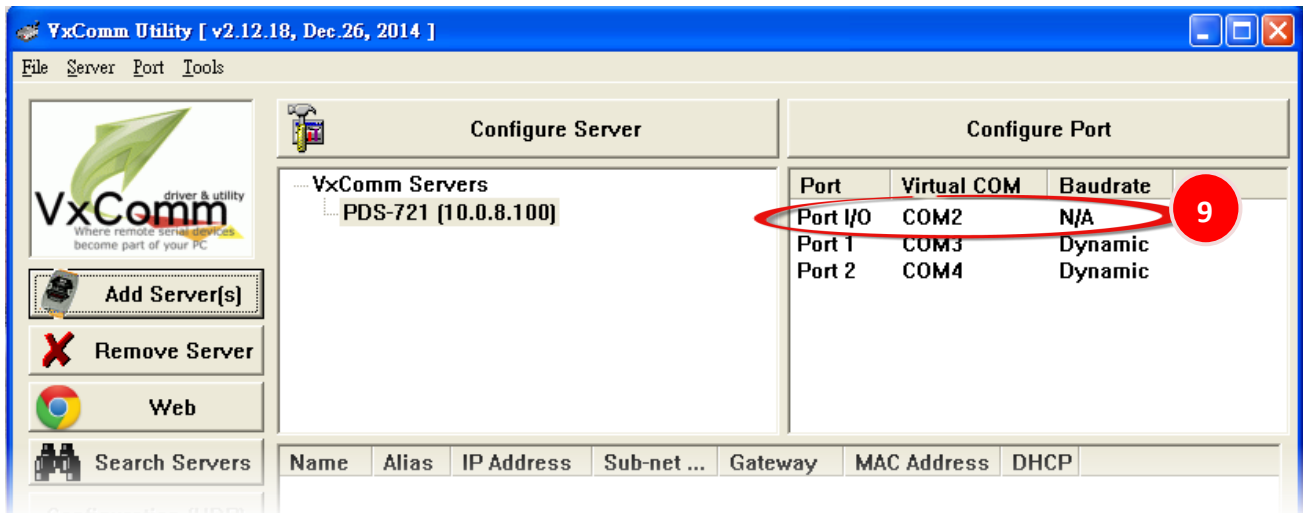 VxComm Utility [ v2.12.18, Dec.26, 2014 ]
File Server Port Tools
driver & utility
VxComm
Where remote serial devices
become part of your PC
Add Server(s)
Remove Server
Web
Search Servers
Configure Server
VxComm Servers
PDS-721 (10.0.8.100)
Configure Port
Port Virtual COM Baudrate
Port I/O COM2 N/A
9
Port 1 COM3 Dynamic
Port 2 COM4 Dynamic
Name Alias IP Address Sub-net ... Gateway MAC Address DHCP